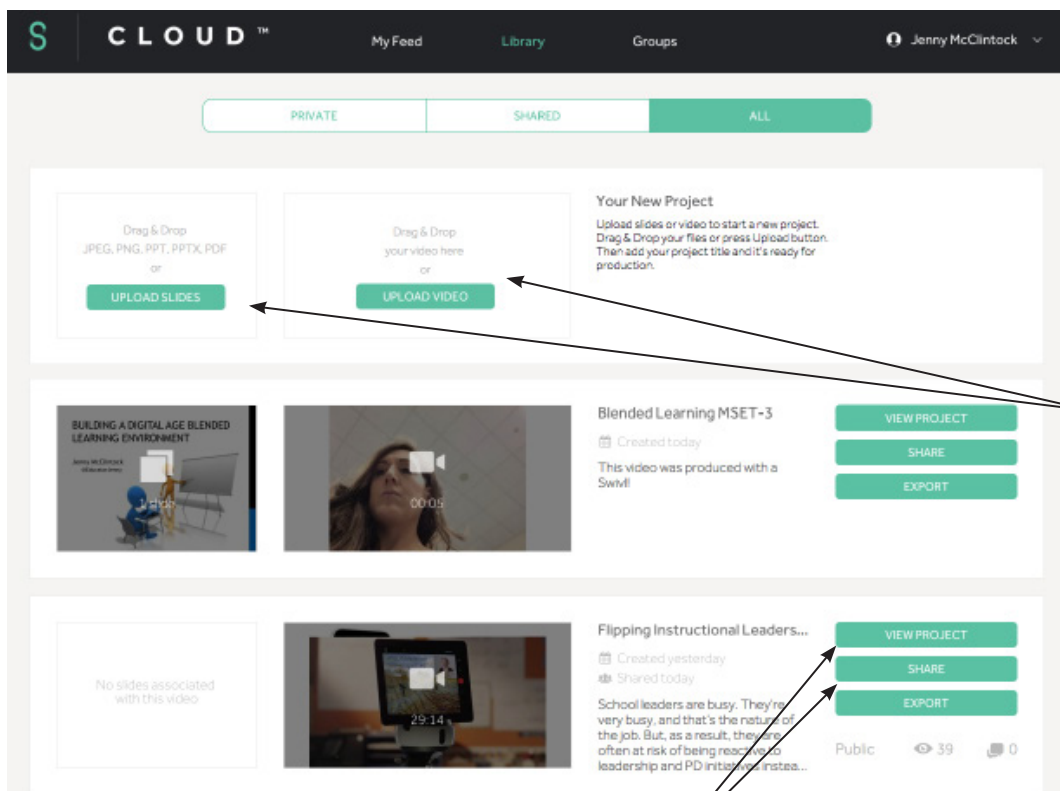 S CLOUD™ My Feed Library Groups Jenny McClintock
PRIVATE SHARED ALL
Drag & Drop
JPEG, PNG, PPT, PPTX, PDF
or
UPLOAD SLIDES
Drag & Drop
your video here
or
UPLOAD VIDEO
Your New Project
Upload slides or video to start a new project.
Drag & Drop your files or press Upload button.
Then add your project title and it's ready for
production.
BUILDING A DIGITAL AGE BLENDED
LEARNING ENVIRONMENT
Jenny McClintock
1 slide
00:05
Blended Learning MSET-3
Created today
This video was produced with a
Swivl!
VIEW PROJECT
SHARE
EXPORT
No slides associated
with this video
29:14
Flipping Instructional Leaders...
Created yesterday
Shared today
School leaders are busy. They're
very busy, and that's the nature of
the job. But, as a result, they are
often at risk of being reactive to
leadership and PD initiatives instea...
VIEW PROJECT
SHARE
EXPORT
Public 39 0